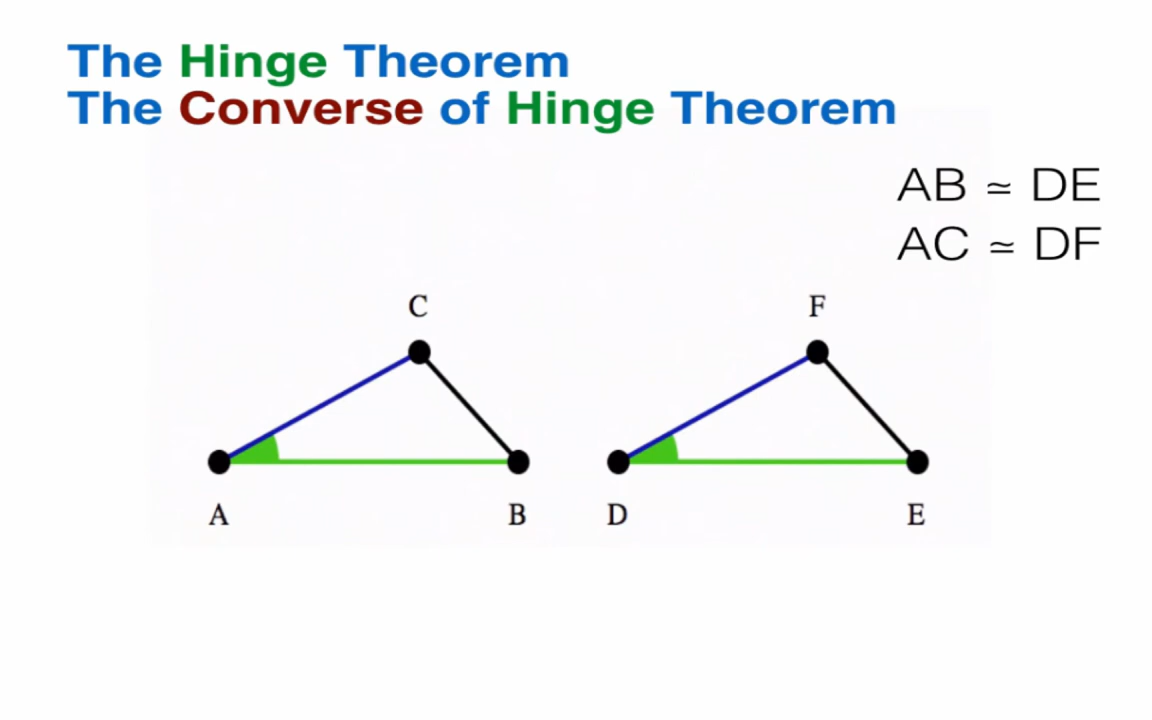 The Hinge Theorem
The Converse of Hinge Theorem
AB ≃ DE
AC ≃ DF
C F
A B D E